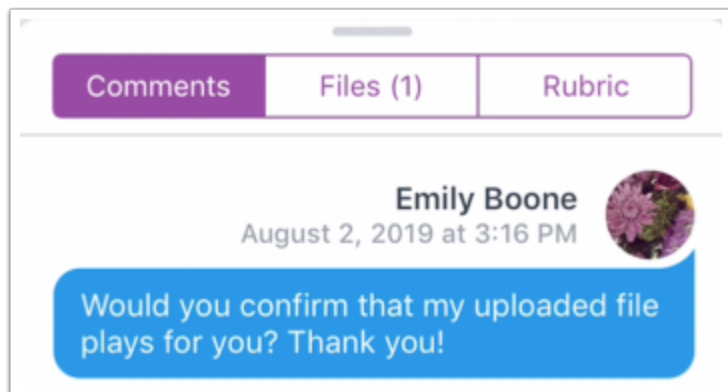 Comments Files (1) Rubric
Emily Boone
August 2, 2019 at 3:16 PM
Would you confirm that my uploaded file
plays for you? Thank you!